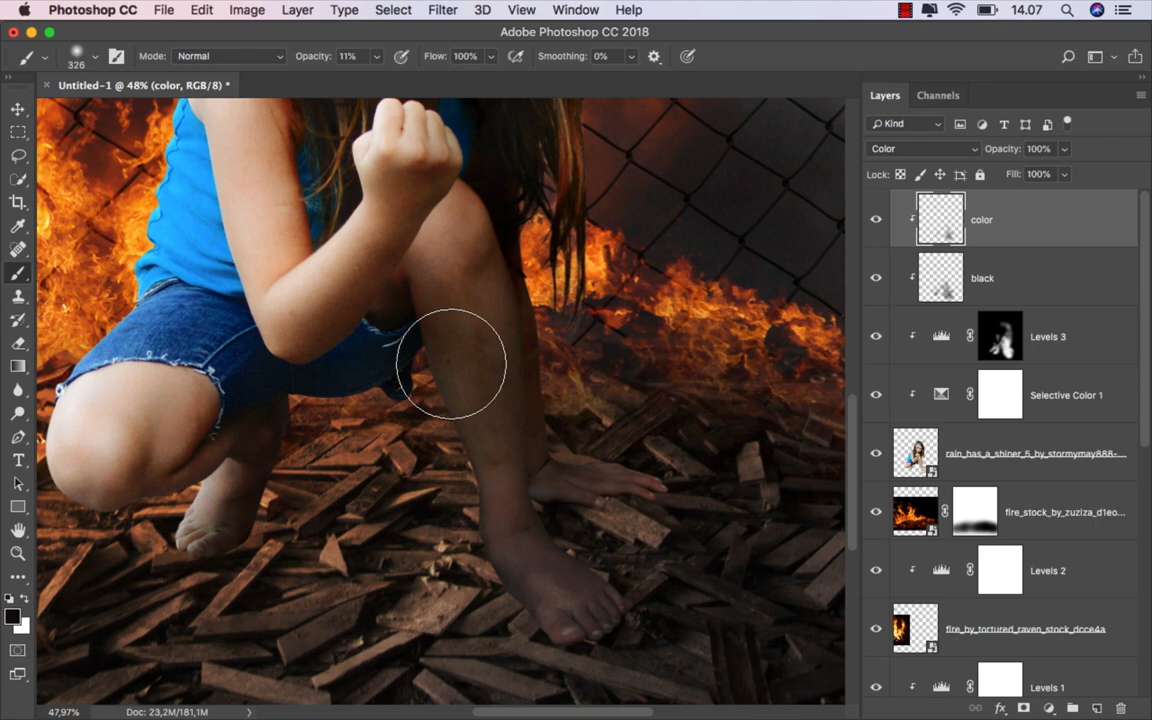 Photoshop CC File Edit Image Layer Type Select Filter 3D View Window Help 14.07
Adobe Photoshop CC 2018
326 Mode: Normal Opacity: 11% Flow: 100% Smoothing: 0%
× Untitled-1 @ 48% (color, RGB/8) *
Layers Channels
Kind
Color Opacity: 100%
Lock: Fill: 100%
color
black
Levels 3
Selective Color 1
rain_has_a_shiner_5_by_stormymay888-...
fire_stock_by_zuziza_d1eo...
Levels 2
fire_by_tortured_raven_stock_dcce4a
Levels 1
47,97% Doc: 23,2M/181,1M
fx